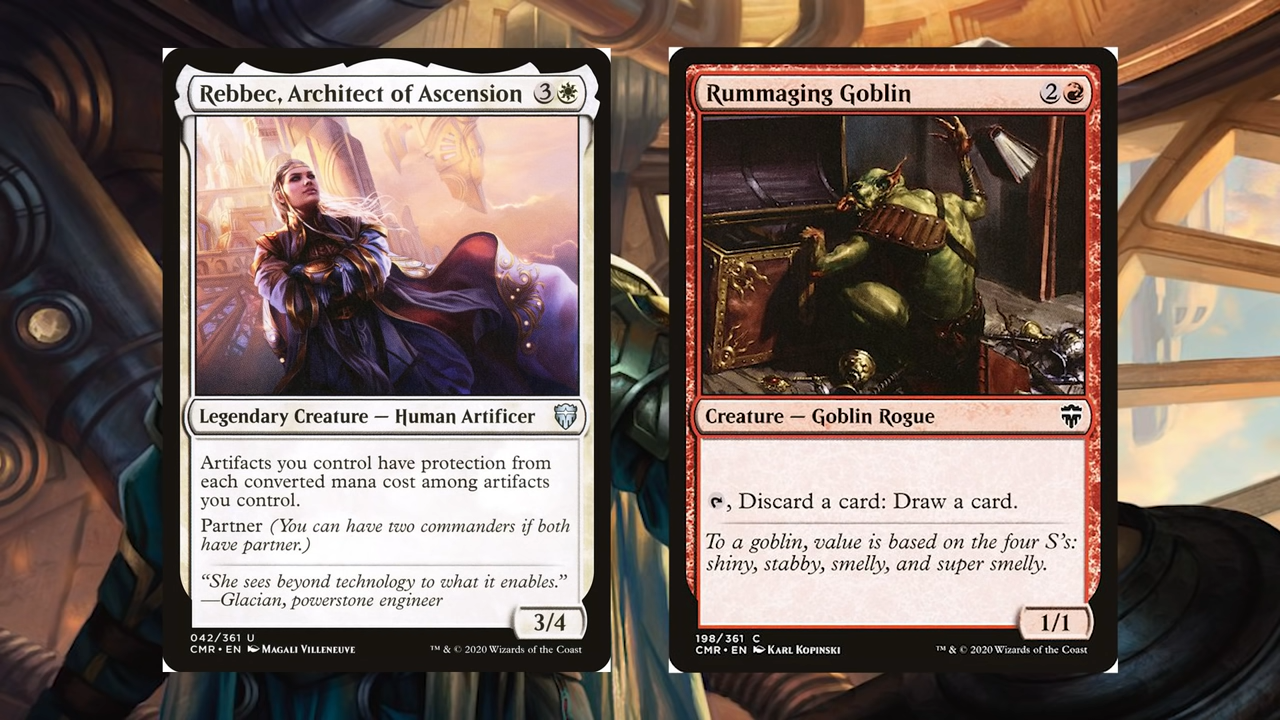 Rebbec, Architect of Ascension 3
Legendary Creature — Human Artificer
Artifacts you control have protection from
each converted mana cost among artifacts
you control.
Partner (You can have two commanders if both
have partner.)
“She sees beyond technology to what it enables.”
—Glacian, powerstone engineer
3/4
042/361 U
CMR • EN Magali Villeneuve
™ & © 2020 Wizards of the Coast
Rummaging Goblin 2
Creature — Goblin Rogue
, Discard a card: Draw a card.
To a goblin, value is based on the four S's:
shiny, stabby, smelly, and super smelly.
1/1
198/361 C
CMR • EN Karl Kopinski
™ & © 2020 Wizards of the Coast